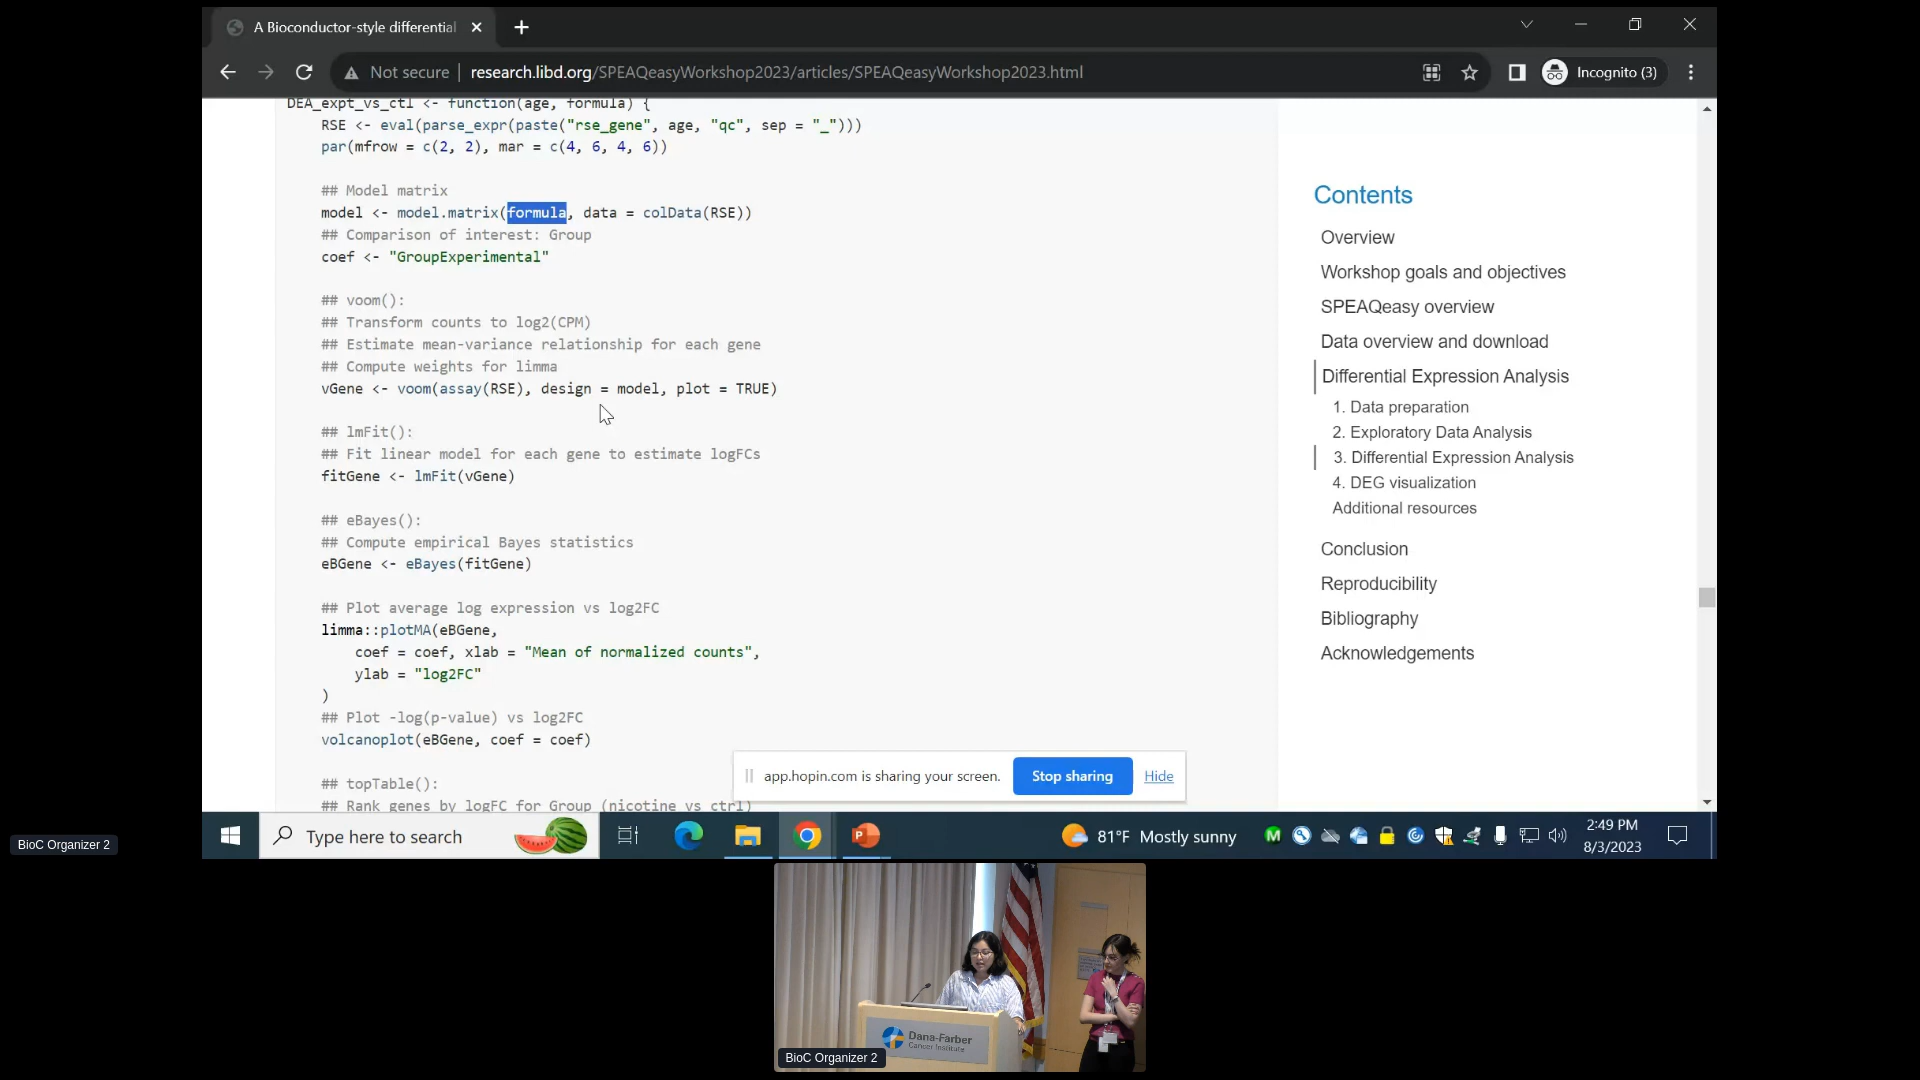 A Bioconductor-style differential
Not secure
research.libd.org/SPEAQeasyWorkshop2023/articles/SPEAQeasyWorkshop2023.html
Incognito (3)
DEA_expt_vs_ctl <- function(age, formula) {
RSE <- eval(parse_expr(paste("rse_gene", age, "qc", sep = "_")))
par(mfrow = c(2, 2), mar = c(4, 6, 4, 6))
## Model matrix
model <- model.matrix(formula, data = colData(RSE))
## Comparison of interest: Group
coef <- "GroupExperimental"
## voom():
## Transform counts to log2(CPM)
## Estimate mean-variance relationship for each gene
## Compute weights for limma
vGene <- voom(assay(RSE), design = model, plot = TRUE)
## lmFit():
## Fit linear model for each gene to estimate logFCs
fitGene <- lmFit(vGene)
## eBayes():
## Compute empirical Bayes statistics
eBGene <- eBayes(fitGene)
## Plot average log expression vs log2FC
limma::plotMA(eBGene,
coef = coef, xlab = "Mean of normalized counts",
ylab = "log2FC"
)
## Plot -log(p-value) vs log2FC
volcanoplot(eBGene, coef = coef)
## topTable():
## Rank genes by logFC for Group (nicotine vs ctrl)
Contents
Overview
Workshop goals and objectives
SPEAQeasy overview
Data overview and download
Differential Expression Analysis
1. Data preparation
2. Exploratory Data Analysis
3. Differential Expression Analysis
4. DEG visualization
Additional resources
Conclusion
Reproducibility
Bibliography
Acknowledgements
app.hopin.com is sharing your screen.
Stop sharing
Hide
Type here to search
81°F Mostly sunny
2:49 PM
8/3/2023
BioC Organizer 2
Dana-Farber
Cancer Institute
BioC Organizer 2